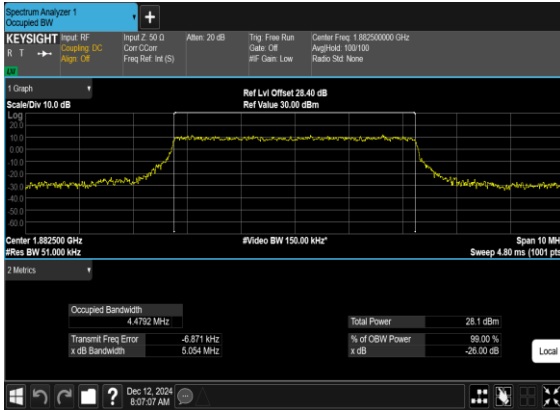 Spectrum Analyzer 1
Occupied BW
+
KEYSIGHT
R T
Input: RF
Coupling: DC
Align: Off
Input Z: 50 Ω
Corr CCorr
Freq Ref: Int (S)
Atten: 20 dB
Trig: Free Run
Gate: Off
#IF Gain: Low
Center Freq: 1.882500000 GHz
Avg|Hold: 100/100
Radio Std: None
1 Graph
Scale/Div 10.0 dB
Ref Lvl Offset 28.40 dB
Ref Value 30.00 dBm
Log
20.0
10.0
0.00
-10.0
-20.0
-30.0
-40.0
-50.0
-60.0
Center 1.882500 GHz
#Res BW 51.000 kHz
#Video BW 150.00 kHz*
Span 10 MH
Sweep 4.80 ms (1001 pts
2 Metrics
Occupied Bandwidth
4.4792 MHz
Transmit Freq Error -6.871 kHz
x dB Bandwidth 5.054 MHz
Total Power 28.1 dBm
% of OBW Power 99.00 %
x dB -26.00 dB
Local
?
Dec 12, 2024
8:07:07 AM